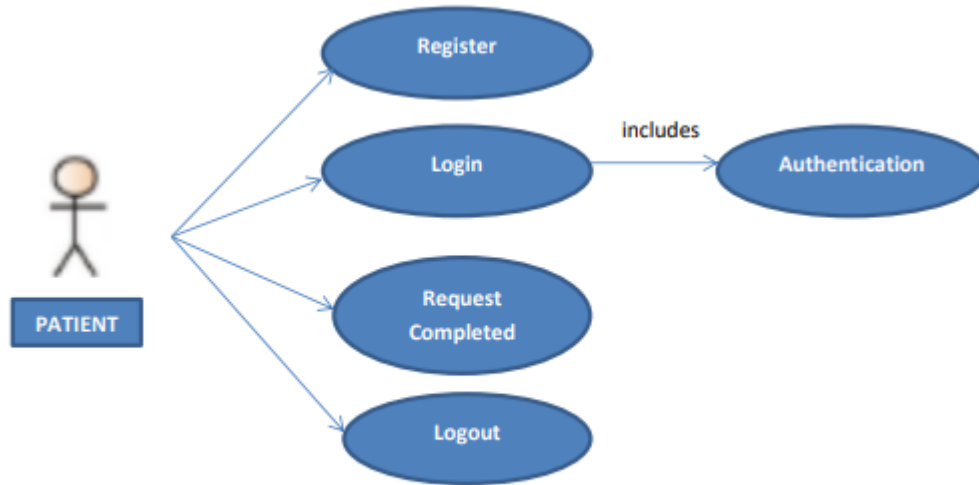 Register
includes
Login
Authentication
PATIENT
Request
Completed
Logout